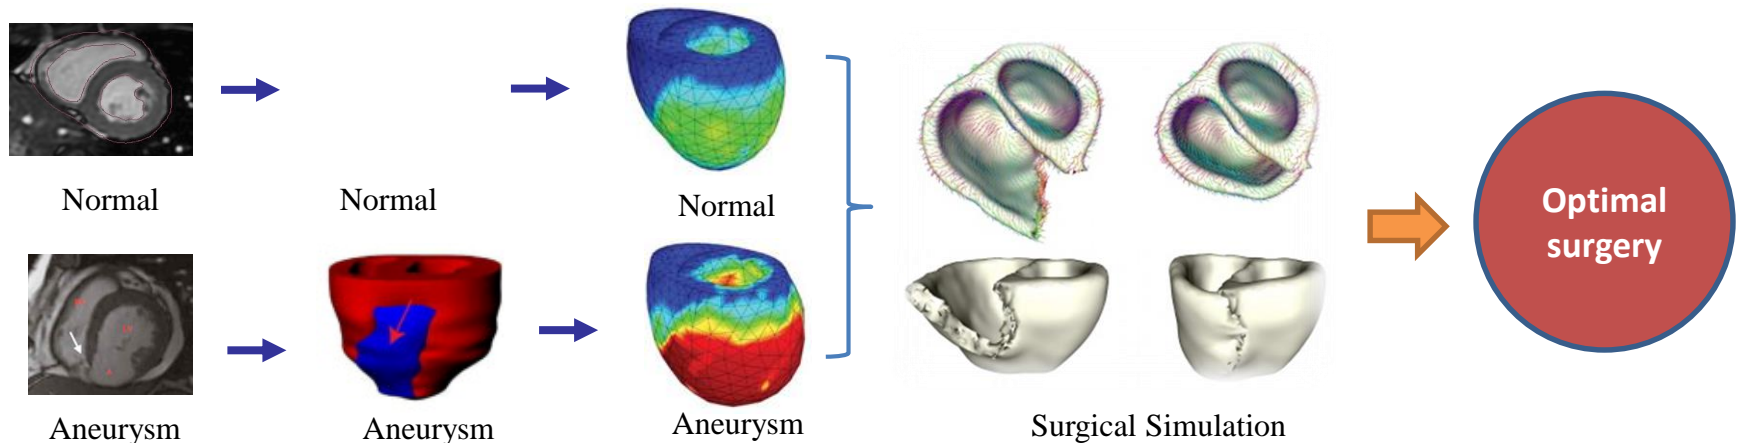 Normal
Normal
Normal
Aneurysm
Aneurysm
Aneurysm
Surgical Simulation
Optimal
surgery